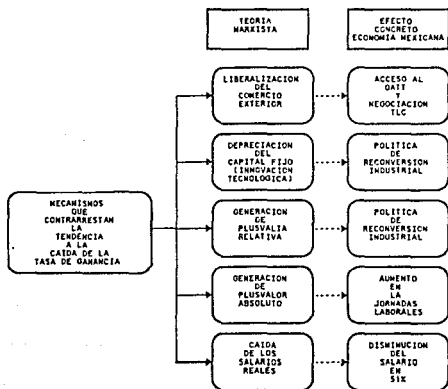 TEORIA
MARXISTA
EFECTO
CONCRETO
ECONOMIA MEXICANA
LIBERALIZACION
DEL
COMERCIO
EXTERIOR
ACCESO AL
GATT
Y
NEGOCIACION
TLC
DEPRECIACION
DEL
CAPITAL FIJO
(INNOVACION
TECNOLOGICA)
POLITICA
DE
RECONVERSION
INDUSTRIAL
MECANISMOS
QUE
CONTRARRESTAN
LA
TENDENCIA
A LA
CAIDA DE LA
TASA DE GANANCIA
GENERACION
DE
PLUSVALIA
RELATIVA
POLITICA
DE
RECONVERSION
INDUSTRIAL
GENERACION
DE
PLUSVALOR
ABSOLUTO
AUMENTO
EN
LA
JORNADAS
LABORALES
CAIDA
DE LOS
SALARIOS
REALES
DISMINUCION
DEL
SALARIO
EN